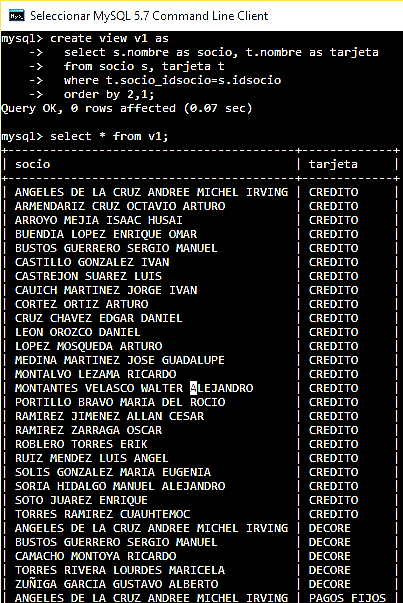 Seleccionar MySQL 5.7 Command Line Client
mysql> create view v1 as
    -> select s.nombre as socio, t.nombre as tarjeta
    -> from socio s, tarjeta t
    -> where t.socio_idsocio=s.idsocio
    -> order by 2,1;
Query OK, 0 rows affected (0.07 sec)
mysql> select * from v1;
| socio | tarjeta |
| ANGELES DE LA CRUZ ANDREE MICHEL IRVING | CREDITO
| ARMENDARIZ CRUZ OCTAVIO ARTURO | CREDITO
| ARROYO MEJIA ISAAC HUSAI | CREDITO
| BUENDIA LOPEZ ENRIQUE OMAR | CREDITO
| BUSTOS GUERRERO SERGIO MANUEL | CREDITO
| CASTILLO GONZALEZ IVAN | CREDITO
| CASTREJON SUAREZ LUIS | CREDITO
| CAUICH MARTINEZ JORGE IVAN | CREDITO
| CORTEZ ORTIZ ARTURO | CREDITO
| CRUZ CHAVEZ EDGAR DANIEL | CREDITO
| LEON OROZCO DANIEL | CREDITO
| LOPEZ MOSQUEDA ARTURO | CREDITO
| MEDINA MARTINEZ JOSE GUADALUPE | CREDITO
| MONTALVO LEZAMA RICARDO | CREDITO
| MONTANTES VELASCO WALTER ALEJANDRO | CREDITO
| PORTILLO BRAVO MARIA DEL ROCIO | CREDITO
| RAMIREZ JIMENEZ ALLAN CESAR | CREDITO
| RAMIREZ ZARRAGA OSCAR | CREDITO
| ROBLERO TORRES ERIK | CREDITO
| RUIZ MENDEZ LUIS ANGEL | CREDITO
| SOLIS GONZALEZ MARIA EUGENIA | CREDITO
| SORIA HIDALGO MANUEL ALEJANDRO | CREDITO
| SOTO JUAREZ ENRIQUE | CREDITO
| TORRES RAMIREZ CUAUHTEMOC | CREDITO
| ANGELES DE LA CRUZ ANDREE MICHEL IRVING | DECORE
| BUSTOS GUERRERO SERGIO MANUEL | DECORE
| CAMACHO MONTOYA RICARDO | DECORE
| TORRES RIVERA LOURDES MARICELA | DECORE
| ZUÑIGA GARCIA GUSTAVO ALBERTO | DECORE
| ANGELES DE LA CRUZ ANDREE MICHEL IRVING | PAGOS FIJOS |